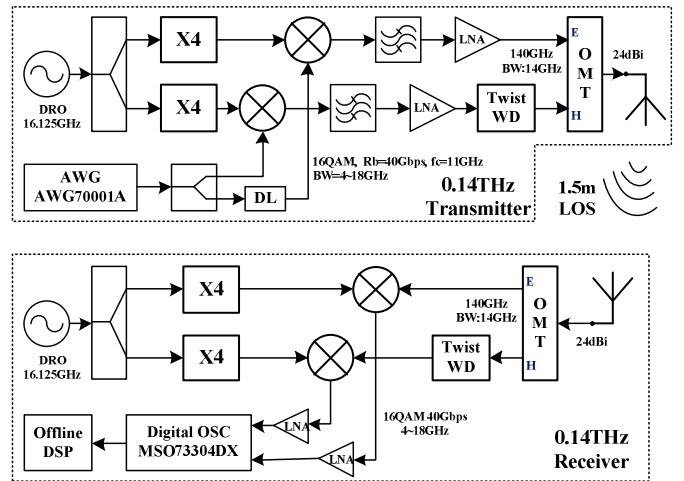 X4
LNA
140GHz
BW:14GHz
E
O
M
T
H
24dBi
DRO
16.125GHz
X4
LNA
Twist
WD
16QAM, Rb=40Gbps, fc=11GHz
BW=4~18GHz
AWG
AWG70001A
DL
0.14THz
Transmitter
1.5m
LOS
X4
E
O
M
T
H
140GHz
BW:14GHz
24dBi
DRO
16.125GHz
X4
Twist
WD
16QAM 40Gbps
4~18GHz
LNA
Offline
DSP
Digital OSC
MSO73304DX
LNA
0.14THz
Receiver